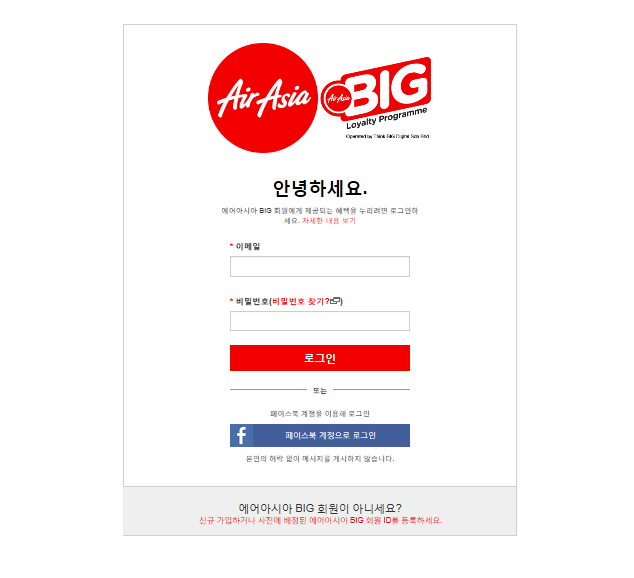 AirAsia
AirAsia
BIG
Loyalty Programme
Operated by Think BIG Digital Sdn Bhd
안녕하세요.
에어아시아 BIG 회원에게 제공되는 혜택을 누리려면 로그인하
세요. 자세한 내용 보기
* 이메일
* 비밀번호(비밀번호 찾기?)
로그인
또는
페이스북 계정을 이용해 로그인
f 페이스북 계정으로 로그인
본인의 허락 없이 메시지를 게시하지 않습니다.
에어아시아 BIG 회원이 아니세요?
신규 가입하거나 사전에 배정된 에어아시아 BIG 회원 ID를 등록하세요.